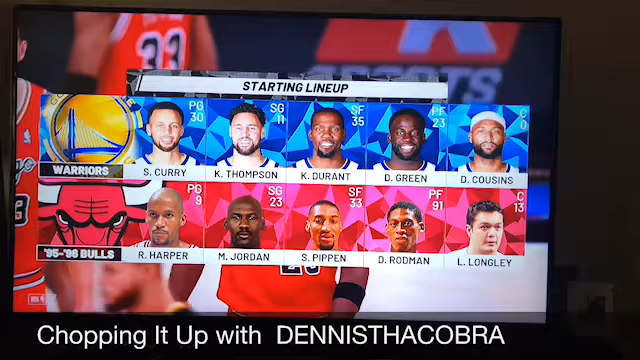 33
STARTING LINEUP
PG 30 SG 11 SF 35 PF 23 C 0
WARRIORS S. CURRY K. THOMPSON K. DURANT D. GREEN D. COUSINS
PG 9 SG 23 SF 33 PF 91 C 13
'95-'96 BULLS R. HARPER M. JORDAN S. PIPPEN D. RODMAN L. LONGLEY
Chopping It Up with DENNISTHACOBRA